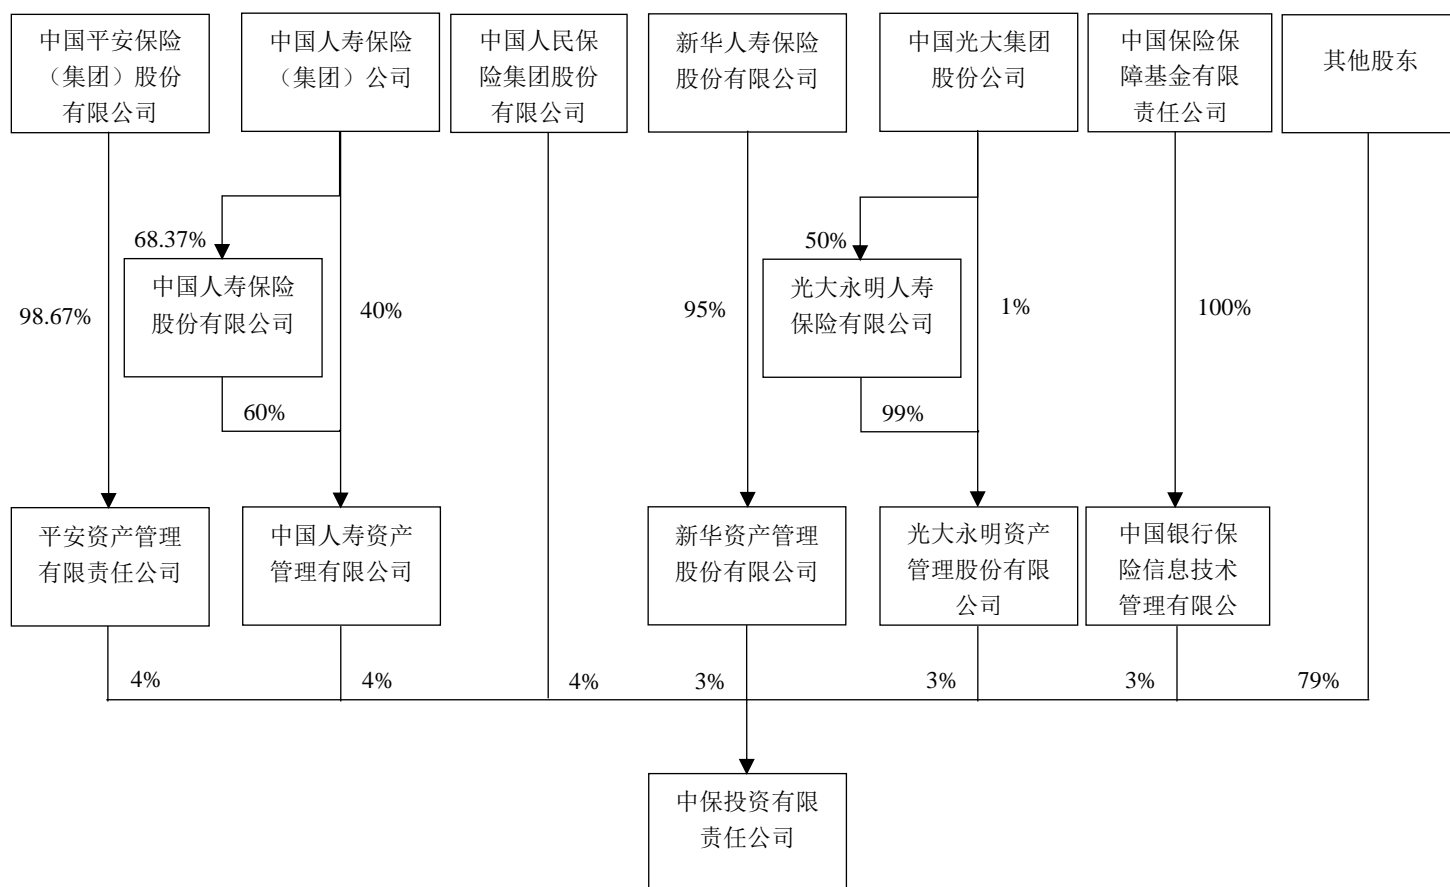 中国平安保险
（集团）股份
有限公司
中国人寿保险
（集团）公司
中国人民保
险集团股份
有限公司
新华人寿保险
股份有限公司
中国光大集团
股份公司
中国保险保
障基金有限
责任公司
其他股东
68.37%
50%
中国人寿保险
股份有限公司
光大永明人寿
保险有限公司
98.67%
40%
95%
1%
100%
60%
99%
平安资产管理
有限责任公司
中国人寿资产
管理有限公司
新华资产管理
股份有限公司
光大永明资产
管理股份有限
公司
中国银行保
险信息技术
管理有限公
4%
4%
4%
3%
3%
3%
79%
中保投资有限
责任公司